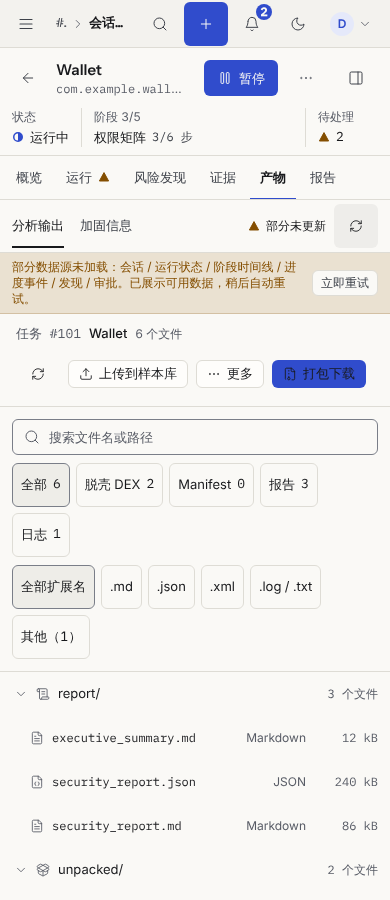 #. > 会话...
2
D
Wallet
com.example.wall...
暂停
状态
阶段 3/5
待处理
运行中
权限矩阵 3/6 步
2
概览
运行
风险发现
证据
产物
报告
分析输出
加固信息
部分未更新
部分数据源未加载：会话 / 运行状态 / 阶段时间线 / 进
度事件 / 发现 / 审批。已展示可用数据，稍后自动重
试。
立即重试
任务 #101 Wallet 6 个文件
上传到样本库
更多
打包下载
搜索文件名或路径
全部 6
脱壳 DEX 2
Manifest 0
报告 3
日志 1
全部扩展名
.md
.json
.xml
.log / .txt
其他（1）
report/
3 个文件
executive_summary.md
Markdown
12 kB
security_report.json
JSON
240 kB
security_report.md
Markdown
86 kB
unpacked/
2 个文件